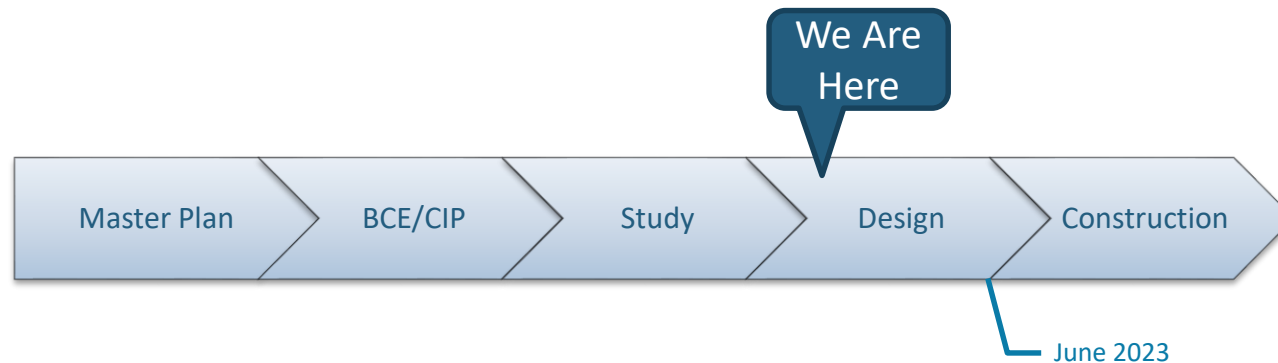 We Are
Here
Master Plan
BCE/CIP
Study
Design
Construction
June 2023